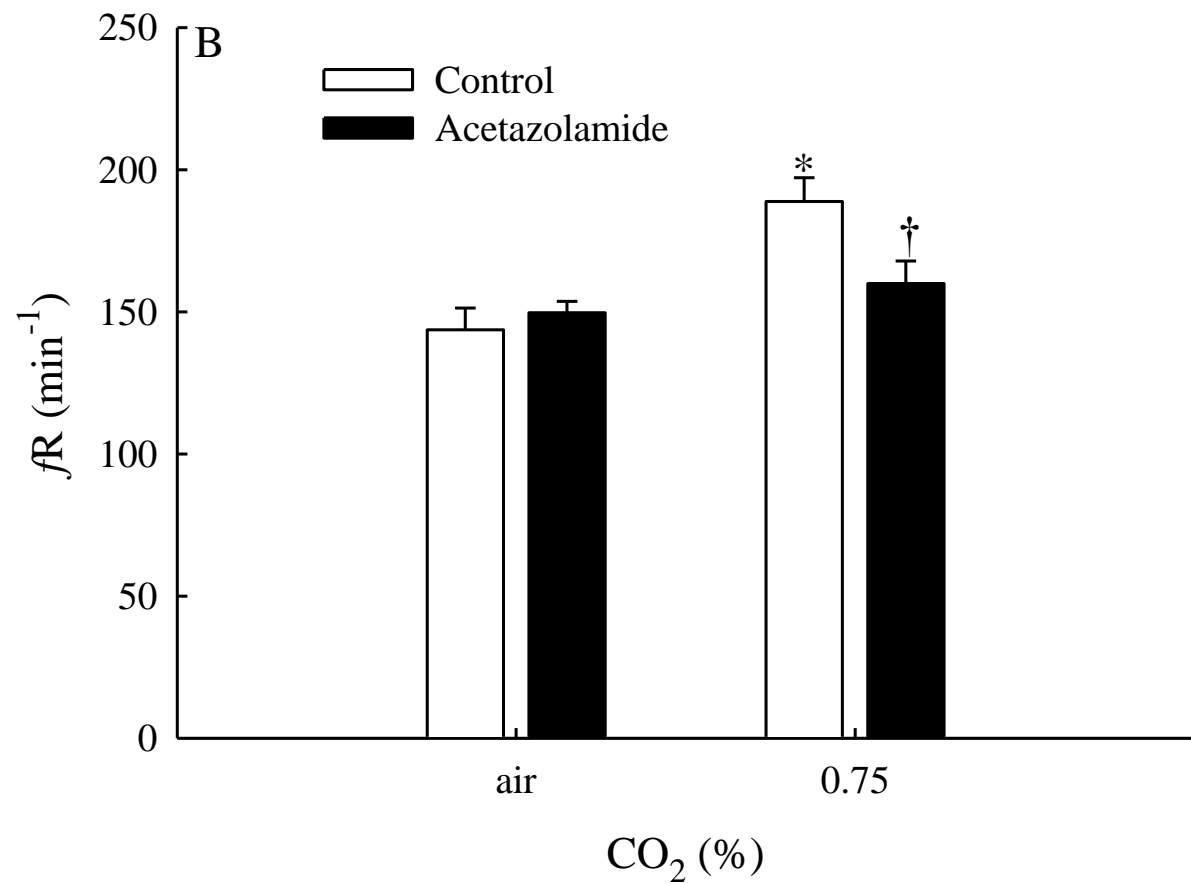 B
Control
Acetazolamide
250
200
150
100
50
0
*
†
fR (min⁻¹)
air 0.75
CO₂ (%)